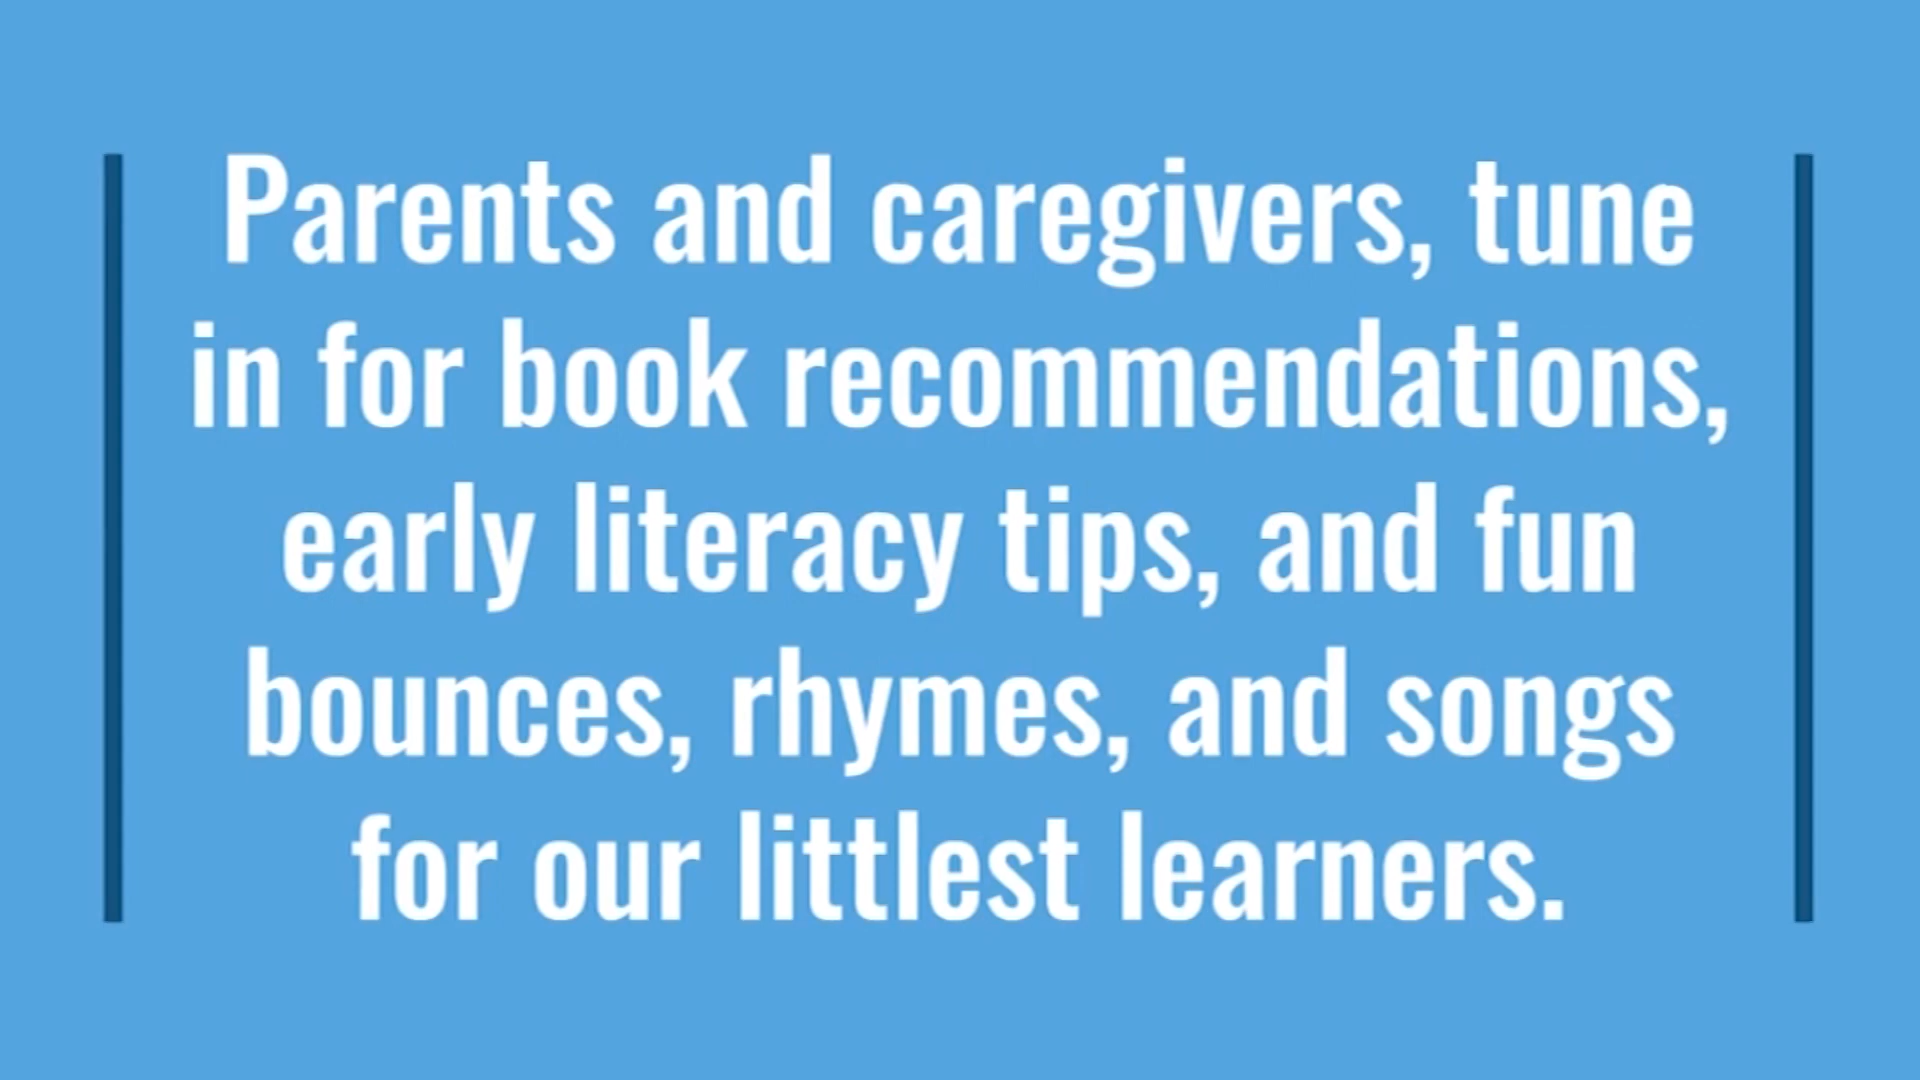 Parents and caregivers, tune
in for book recommendations,
early literacy tips, and fun
bounces, rhymes, and songs
for our littlest learners.